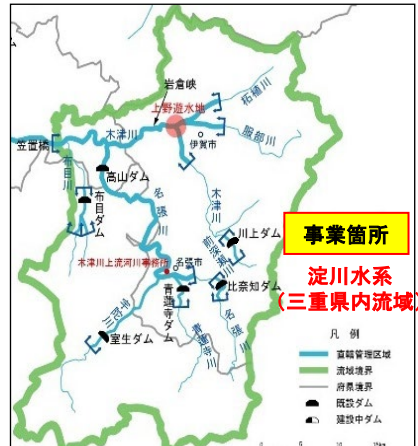 岩倉峡
上野遊水地
柘植川
服部川
木津川
笠置橋
伊賀市
布目川
高山ダム
名張川
布目ダム
木津川
前深瀬川
川上ダム
事業箇所
淀川水系
（三重県内流域）
木津川上流河川事務所
名張市
比奈知ダム
青蓮寺ダム
宇陀川
室生ダム
青蓮寺川
名張川
凡　例
直轄管理区域
流域境界
府県境界
既設ダム
建設中ダム
0 5 10